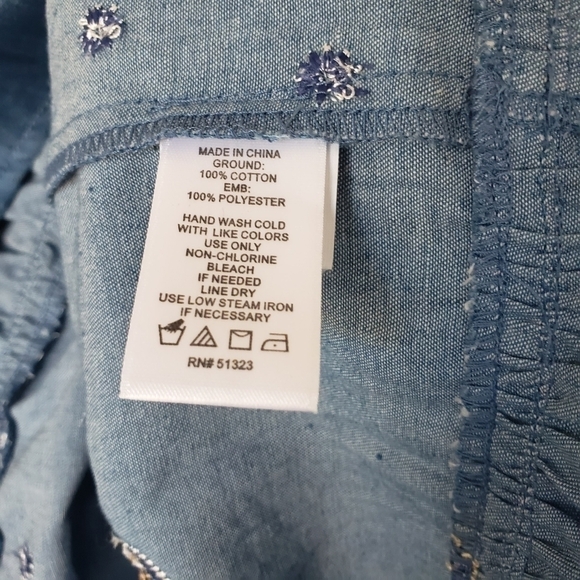 MADE IN CHINA
GROUND:
100% COTTON
EMB:
100% POLYESTER
HAND WASH COLD
WITH LIKE COLORS
USE ONLY
NON-CHLORINE
BLEACH
IF NEEDED
LINE DRY
USE LOW STEAM IRON
IF NECESSARY
RN# 51323